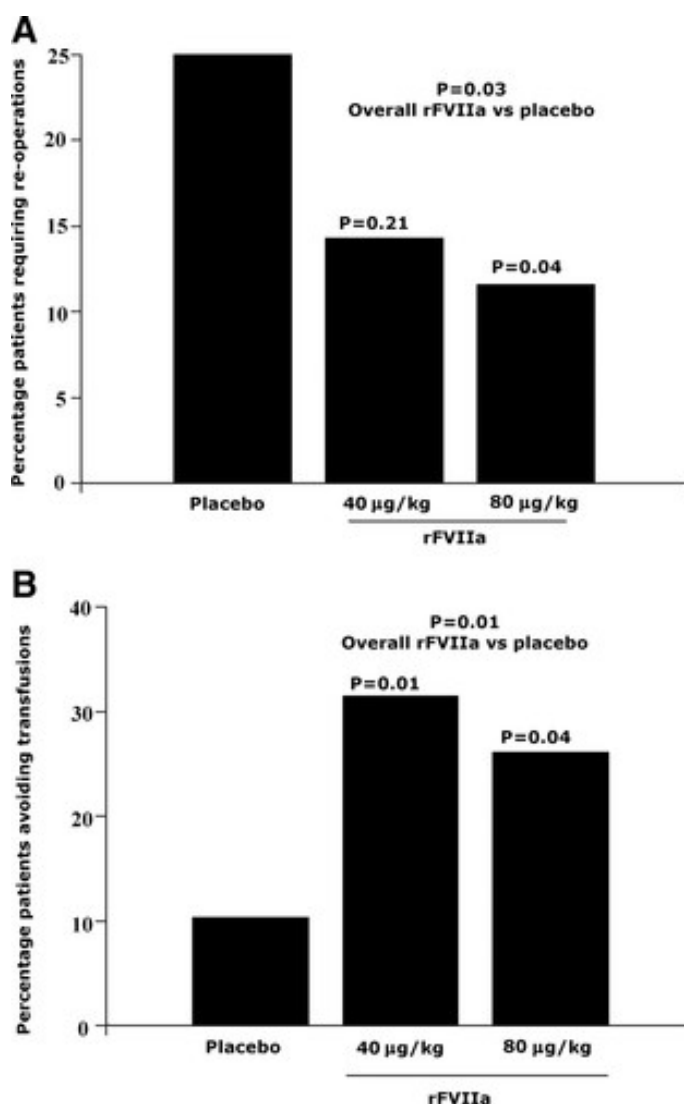 A
Percentage patients requiring re-operations
25
20
15
10
5
0
P=0.03
Overall rFVIIa vs placebo
P=0.21
P=0.04
Placebo
40 µg/kg
80 µg/kg
rFVIIa
B
Percentage patients avoiding transfusions
40
30
20
10
0
P=0.01
Overall rFVIIa vs placebo
P=0.01
P=0.04
Placebo
40 µg/kg
80 µg/kg
rFVIIa